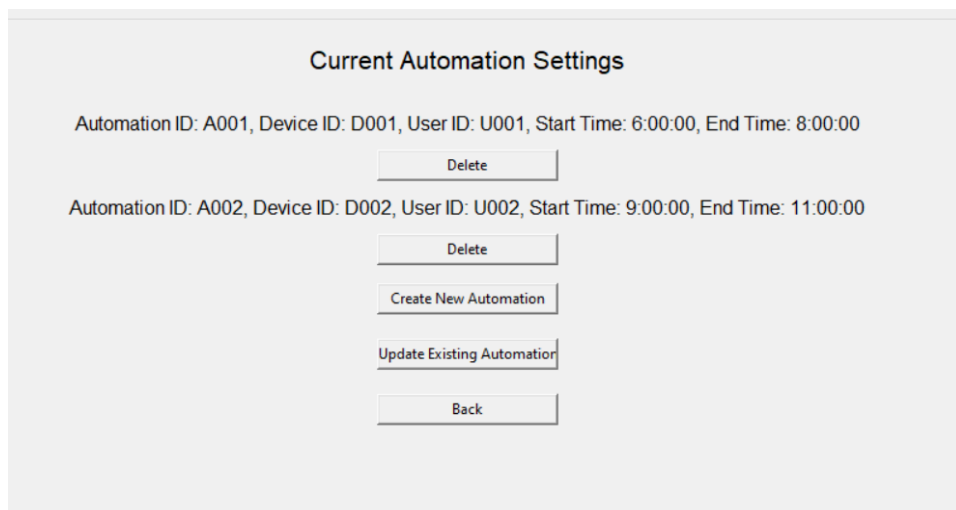 Current Automation Settings
Automation ID: A001, Device ID: D001, User ID: U001, Start Time: 6:00:00, End Time: 8:00:00
Delete
Automation ID: A002, Device ID: D002, User ID: U002, Start Time: 9:00:00, End Time: 11:00:00
Delete
Create New Automation
Update Existing Automation
Back